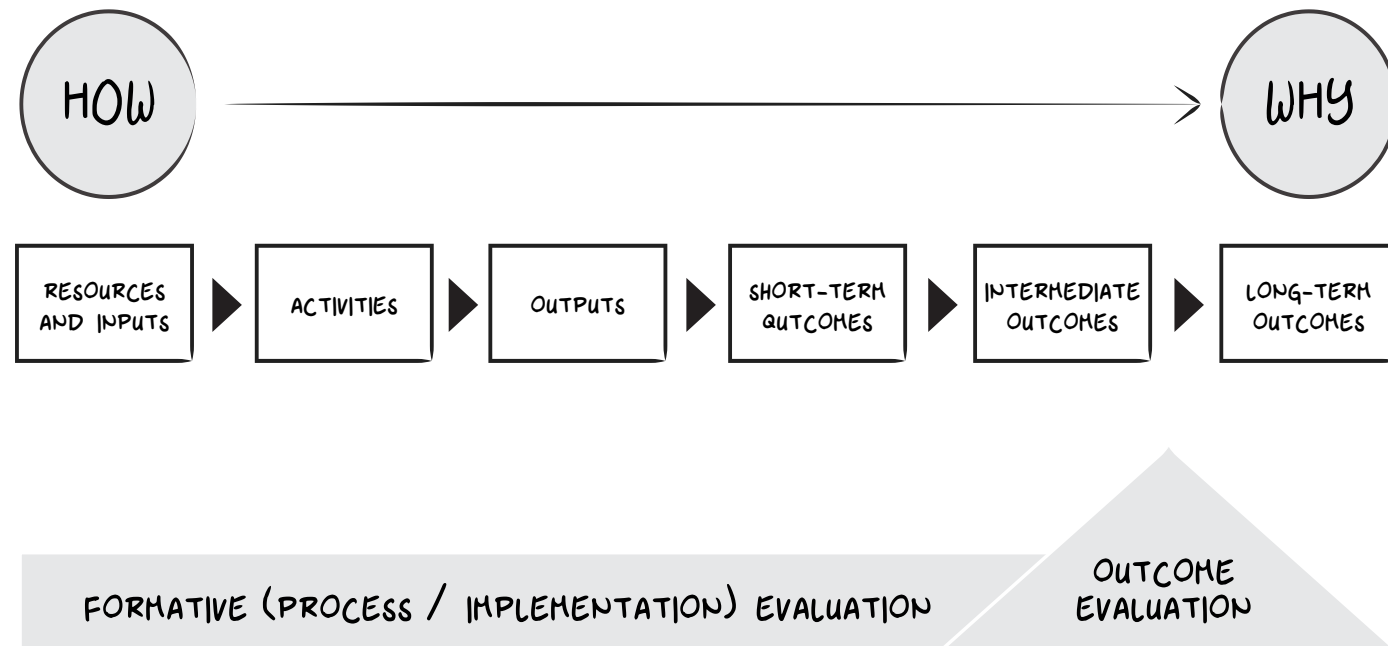 HOW
WHY
RESOURCES
AND INPUTS
ACTIVITIES
OUTPUTS
SHORT-TERM
QUTCOMES
INTERMEDIATE
OUTCOMES
LONG-TERM
OUTCOMES
FORMATIVE (PROCESS / IMPLEMENTATION) EVALUATION
OUTCOME
EVALUATION